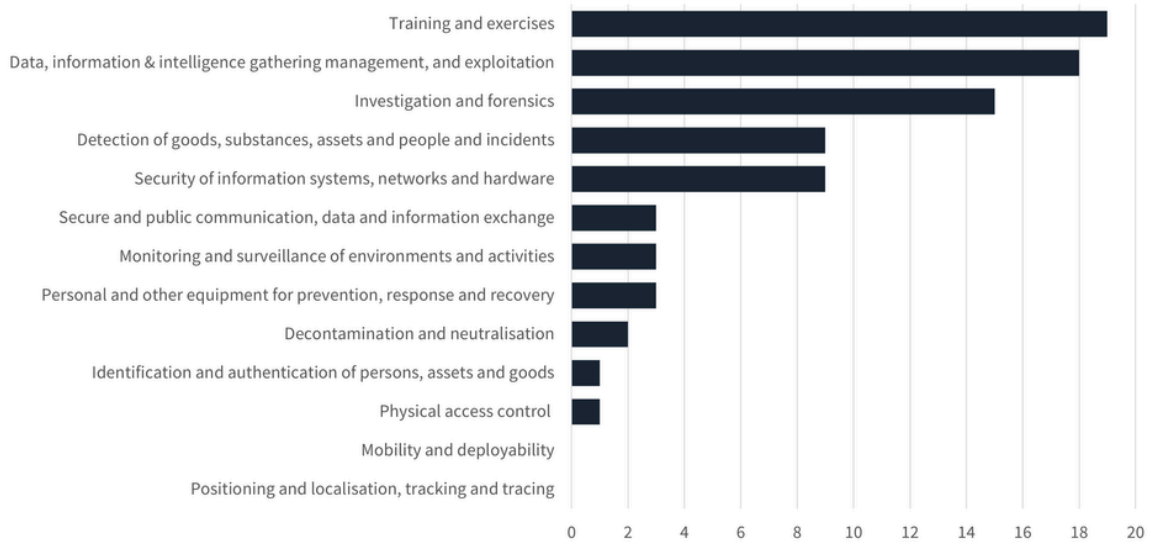 Training and exercises
Data, information & intelligence gathering management, and exploitation
Investigation and forensics
Detection of goods, substances, assets and people and incidents
Security of information systems, networks and hardware
Secure and public communication, data and information exchange
Monitoring and surveillance of environments and activities
Personal and other equipment for prevention, response and recovery
Decontamination and neutralisation
Identification and authentication of persons, assets and goods
Physical access control
Mobility and deployability
Positioning and localisation, tracking and tracing
0 2 4 6 8 10 12 14 16 18 20